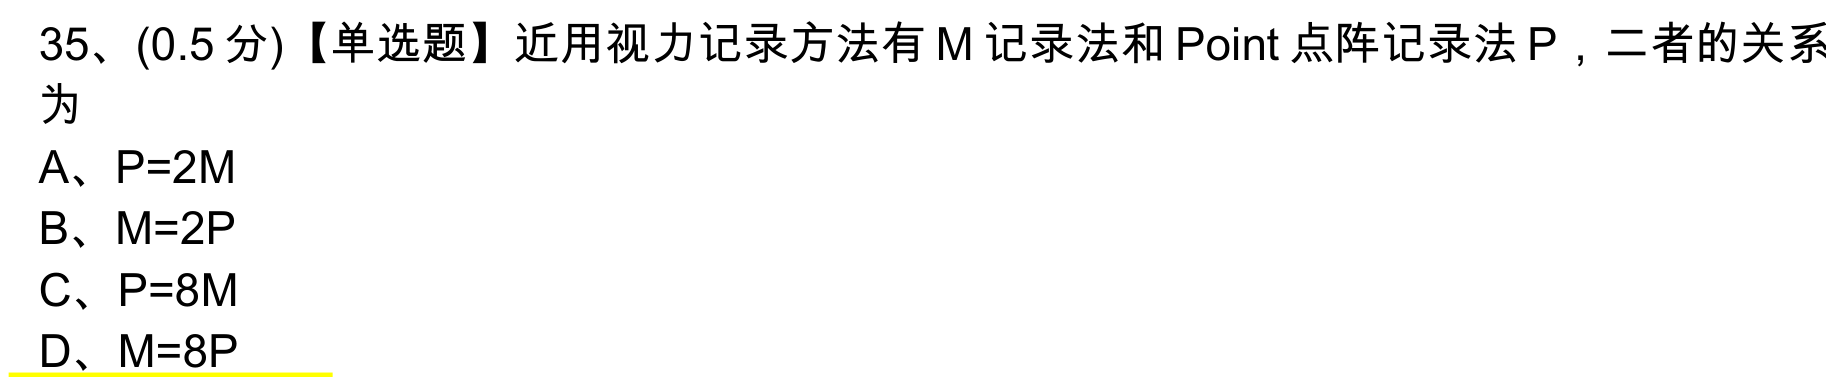 35、(0.5 分)【单选题】近用视力记录方法有 M 记录法和 Point 点阵记录法 P，二者的关系
为
A、P=2M
B、M=2P
C、P=8M
D、M=8P